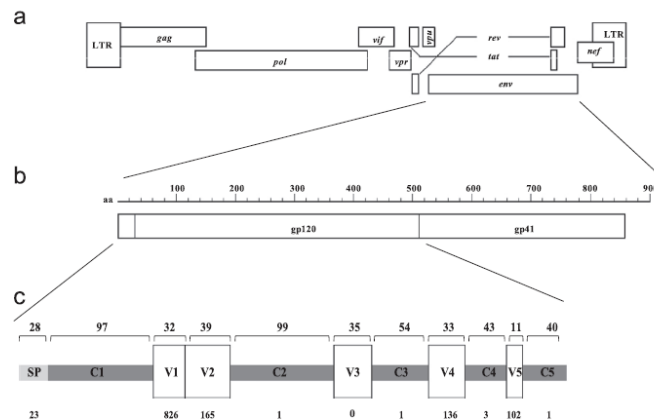 a
LTR gag vif vpu rev nef LTR
pol vpr tat
env
b
aa 100 200 300 400 500 600 700 800 900
gp120 gp41
c
28 97 32 39 99 35 54 33 43 11 40
SP C1 V1 V2 C2 V3 C3 V4 C4 V5 C5
23 826 165 1 0 1 136 3 102 1